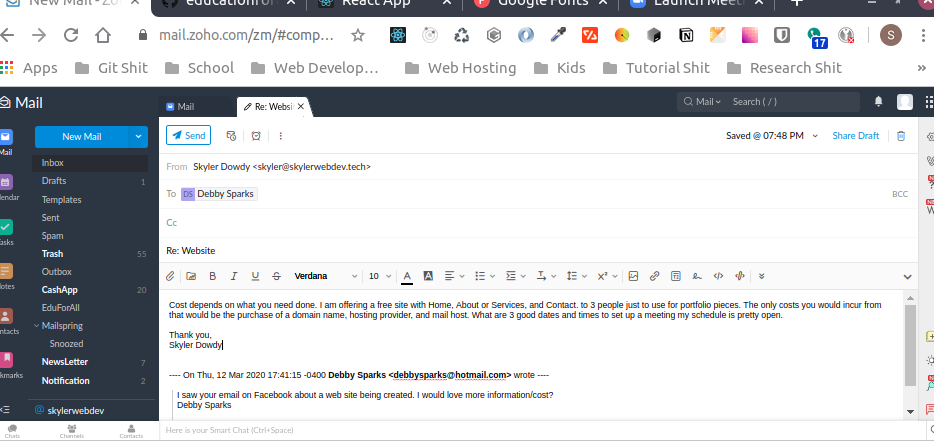 New Mail - Zo
educationfor
React App
Google Fonts
Launch Meeti
mail.zoho.com/zm/#comp...
17
S
Apps
Git Shit
School
Web Develop...
Web Hosting
Kids
Tutorial Shit
Research Shit
»
Mail
Mail
Re: Websit
Mail
Search ( / )
New Mail
Send
Saved @ 07:48 PM
Share Draft
Mail
Inbox
From Skyler Dowdy <skyler@skylerwebdev.tech>
Drafts 1
lendar
Templates
To DS Debby Sparks BCC
Sent
Cc
asks
Spam
Trash 55
Re: Website
Outbox
otes
B I U S Verdana 10 A A
CashApp 20
EduForAll
ntacts
Mailspring
Snoozed
NewsLetter 7
kmarks
Notification 2
@ skylerwebdev
Cost depends on what you need done. I am offering a free site with Home, About or Services, and Contact. to 3 people just to use for portfolio pieces. The only costs you would incur from
that would be the purchase of a domain name, hosting provider, and mail host. What are 3 good dates and times to set up a meeting my schedule is pretty open.
Thank you,
Skyler Dowdy
---- On Thu, 12 Mar 2020 17:41:15 -0400 Debby Sparks <debbysparks@hotmail.com> wrote ----
I saw your email on Facebook about a web site being created. I would love more information/cost?
Debby Sparks
Chats
Channels
Contacts
Here is your Smart Chat (Ctrl+Space)